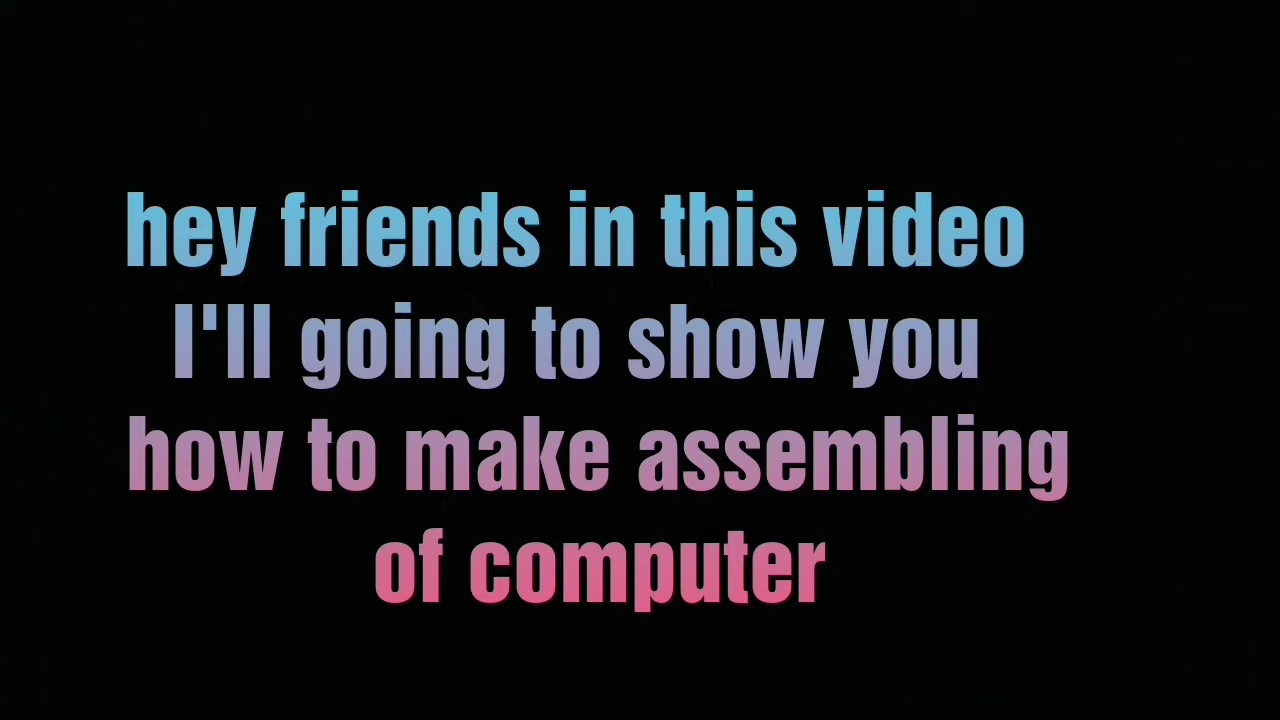 hey friends in this video
I'll going to show you
how to make assembling
of computer